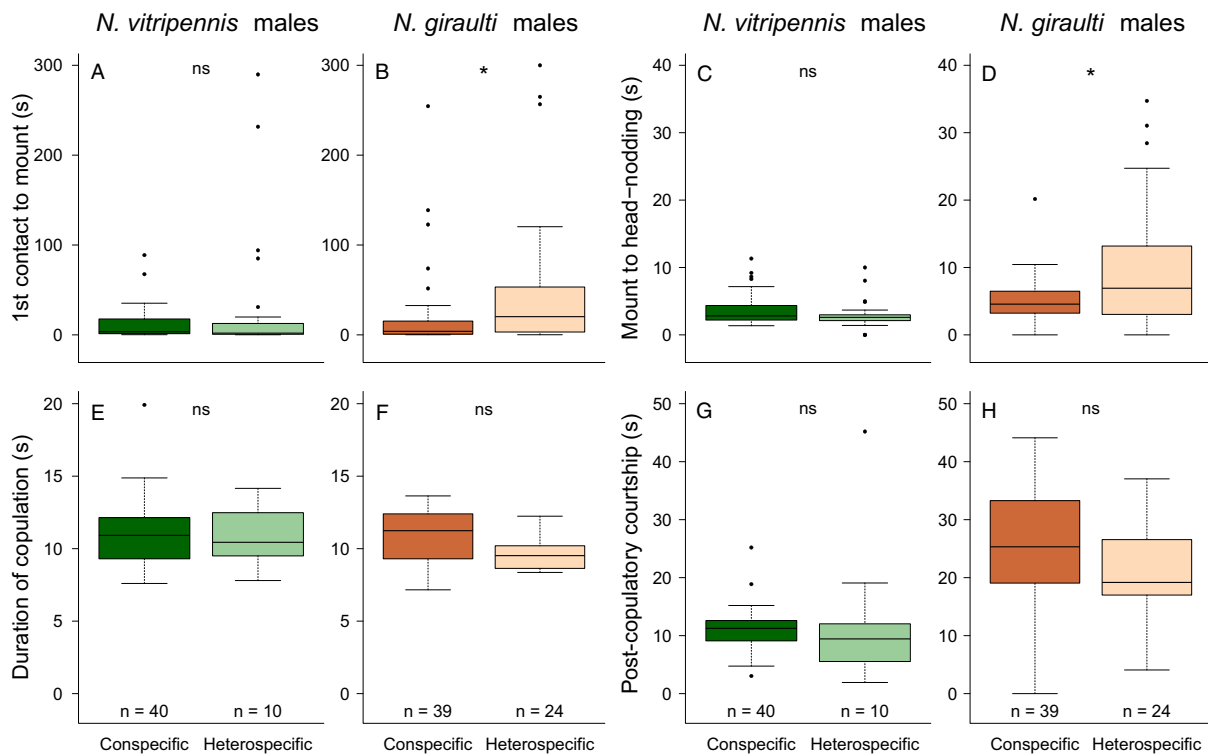 N. vitripennis males
N. giraulti males
N. vitripennis males
N. giraulti males
1st contact to mount (s)
300
200
100
0
A
ns
300
200
100
0
B
*
Mount to head−nodding (s)
40
30
20
10
0
C
ns
40
30
20
10
0
D
*
Duration of copulation (s)
20
15
10
5
0
E
ns
n = 40
n = 10
Conspecific
Heterospecific
20
15
10
5
0
F
ns
n = 39
n = 24
Conspecific
Heterospecific
Post-copulatory courtship (s)
50
40
30
20
10
0
G
ns
n = 40
n = 10
Conspecific
Heterospecific
50
40
30
20
10
0
H
ns
n = 39
n = 24
Conspecific
Heterospecific